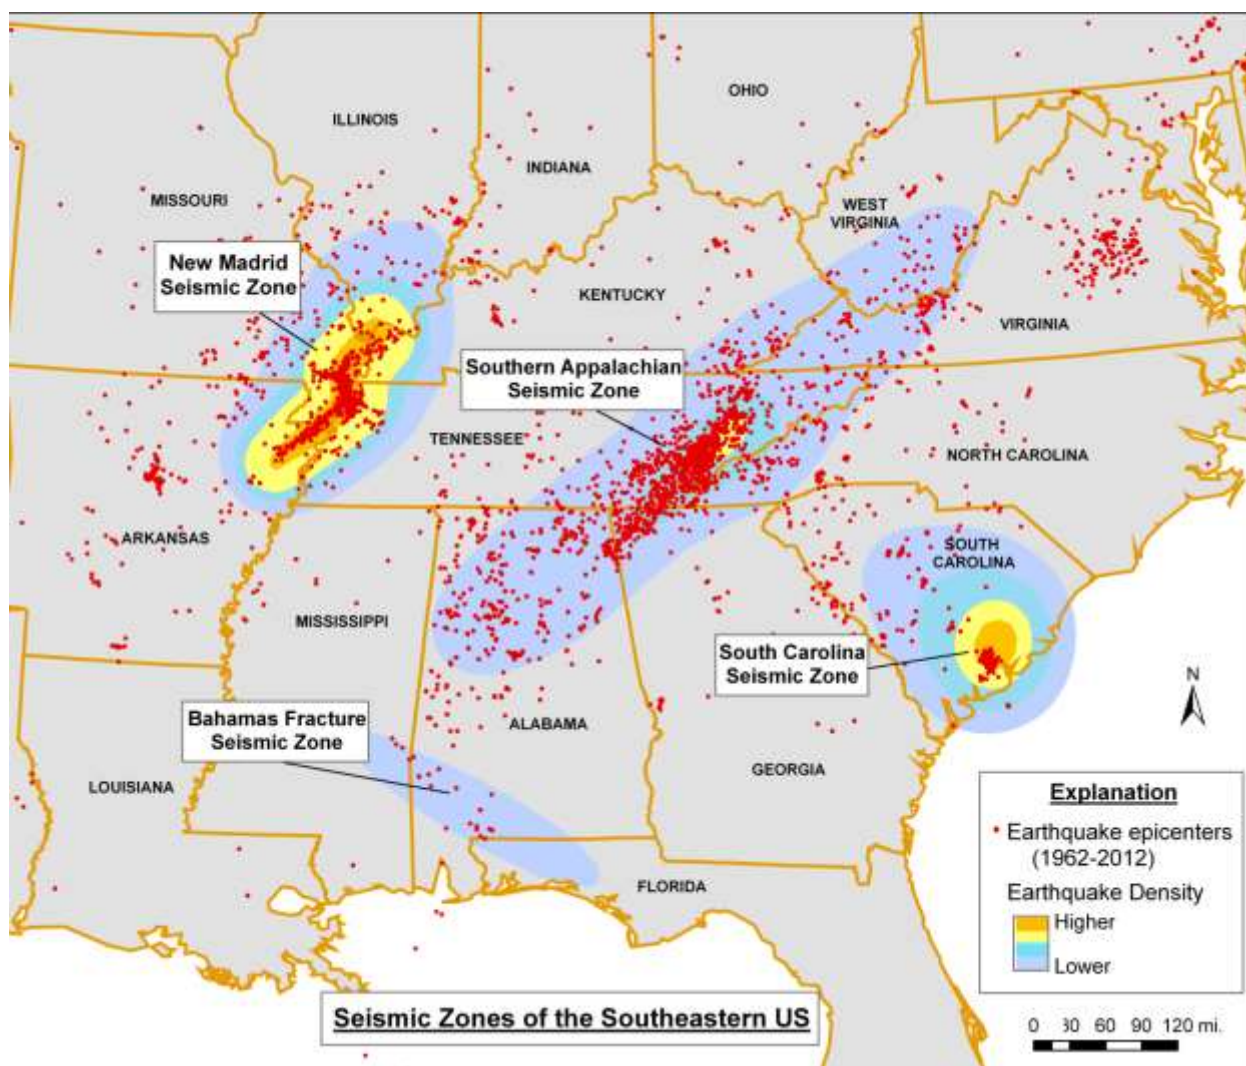 OHIO
ILLINOIS
INDIANA
MISSOURI
WEST
VIRGINIA
New Madrid
Seismic Zone
KENTUCKY
VIRGINIA
Southern Appalachian
Seismic Zone
TENNESSEE
NORTH CAROLINA
ARKANSAS
SOUTH
CAROLINA
MISSISSIPPI
South Carolina
Seismic Zone
N
Bahamas Fracture
Seismic Zone
ALABAMA
GEORGIA
LOUISIANA
Explanation
Earthquake epicenters
(1962-2012)
Earthquake Density
Higher
Lower
FLORIDA
Seismic Zones of the Southeastern US
0 30 60 90 120 mi.